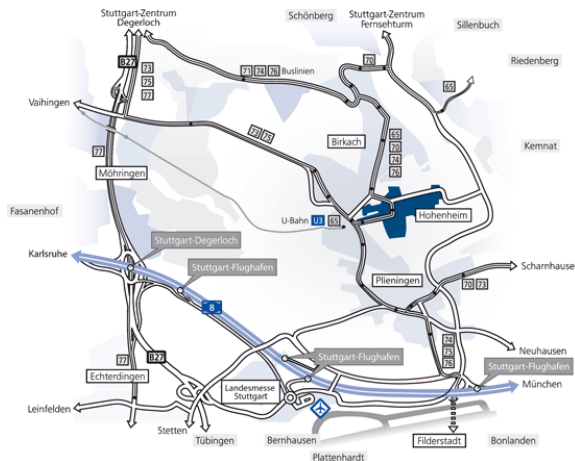 Stuttgart-Zentrum
Degerloch
Schönberg
Stuttgart-Zentrum
Fernsehturm
Sillenbuch
Riedenberg
B27
73
75
77
71 74 76 Buslinien
70
65
Vaihingen
73 75
Birkach
65
70
74
76
Kemnat
77
Möhringen
Fasanenhof
U-Bahn U3 65
Hohenheim
Karlsruhe
Stuttgart-Degerloch
Stuttgart-Flughafen
Plieningen
Scharnhause
70 73
8
74
75
79
Neuhausen
77
B27
Echterdingen
Stuttgart-Flughafen
Stuttgart-Flughafen
Landesmesse
Stuttgart
München
Leinfelden
Stetten
Tübingen
Bernhausen
Filderstadt
Bonlanden
Plattenhardt